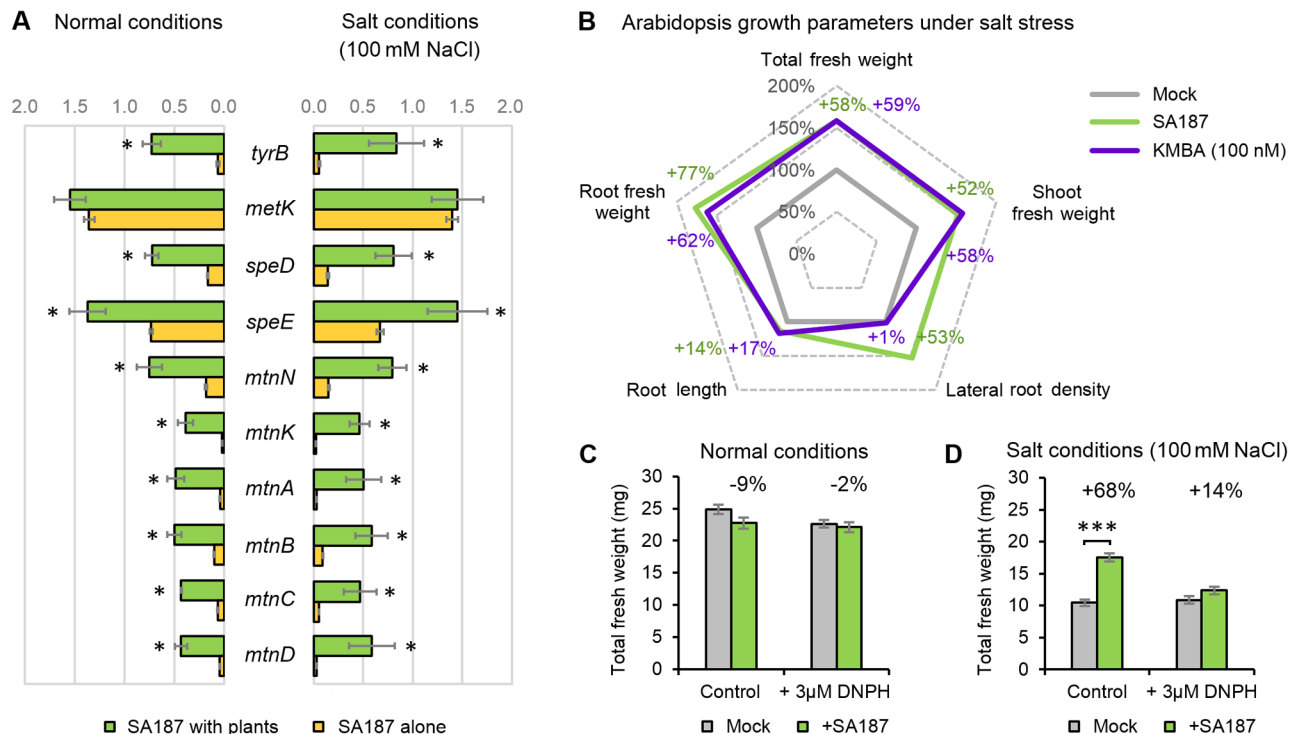 A
Normal conditions
Salt conditions
(100 mM NaCl)
2.0 1.5 1.0 0.5 0.0
0.0 0.5 1.0 1.5 2.0
* tyrB *
metK
* speD *
* speE *
* mtnN *
* mtnK *
* mtnA *
* mtnB *
* mtnC *
* mtnD *
SA187 with plants
SA187 alone
B
Arabidopsis growth parameters under salt stress
Total fresh weight
200%
150%
100%
50%
0%
+58% +59%
+77%
Root fresh
weight
+62%
+52%
Shoot
fresh weight
+58%
+14% +17%
Root length
+1% +53%
Lateral root density
Mock
SA187
KMBA (100 nM)
C
Normal conditions
Total fresh weight (mg)
30
25
20
15
10
5
0
-9% -2%
Control + 3µM DNPH
Mock +SA187
D
Salt conditions (100 mM NaCl)
Total fresh weight (mg)
30
25
20
15
10
5
0
+68% +14%
***
Control + 3µM DNPH
Mock +SA187